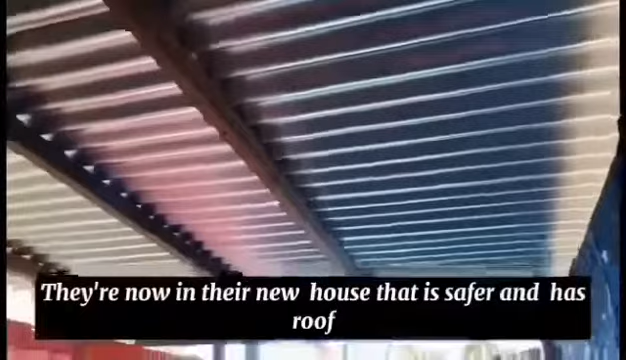 They're now in their new house that is safer and has
roof